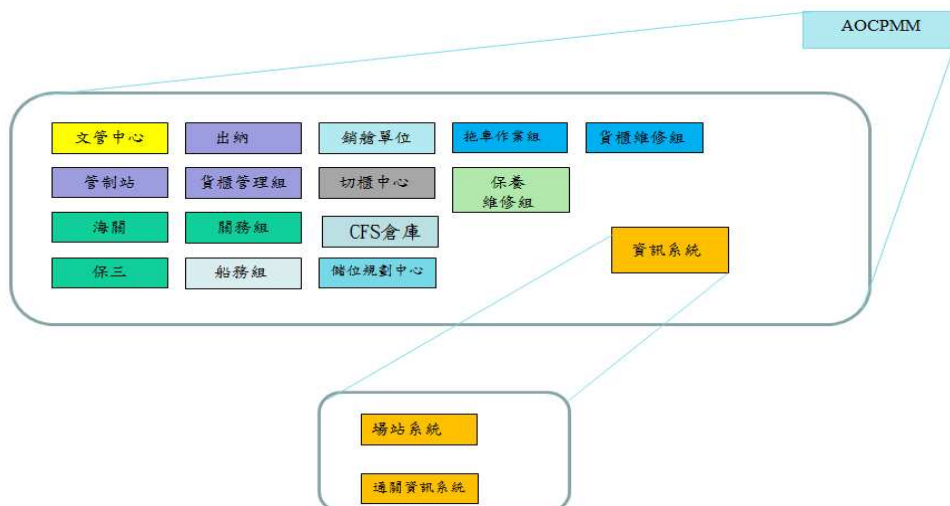 AOCPMM
文管中心
出納
銷艙單位
拖車作業組
貨櫃維修組
管制站
貨櫃管理組
切櫃中心
保養
維修組
海關
關務組
CFS倉庫
資訊系統
保三
船務組
儲位規劃中心
場站系統
通關資訊系統